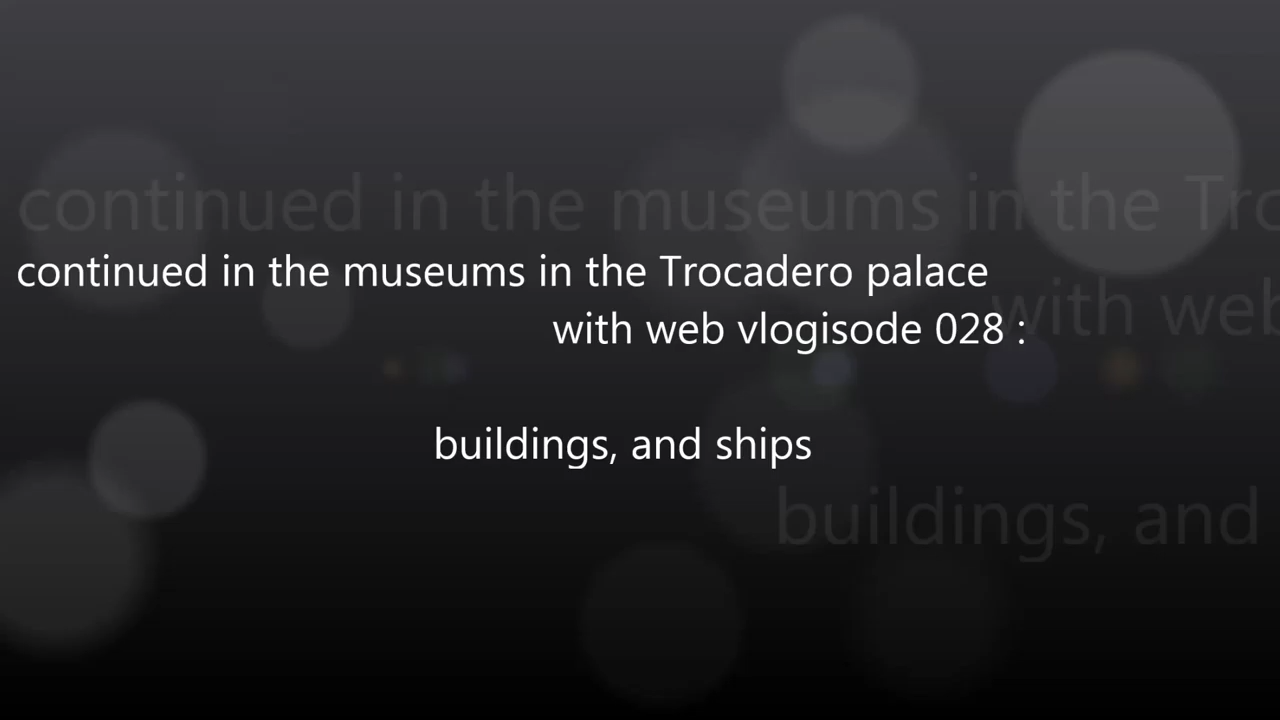 continued in the museums in the Trocadero palace
with web vlogisode 028 :
buildings, and ships